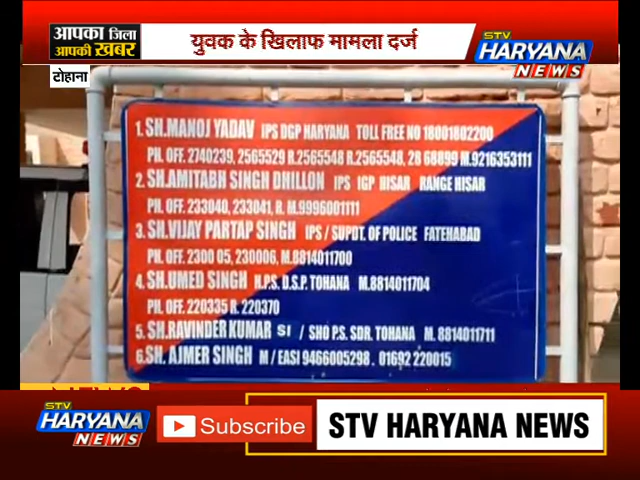 आपका जिला
आपकी खबर
युवक के खिलाफ मामला दर्ज
STV
HARYANA
NEWS
टोहाना
1. SH.MANOJ YADAV IPS DGP HARYANA TOLL FREE NO 18001802200
PH. OFF. 2740239, 2565529 R.2565548 R.2565548, 28 68899 M.9216353111
2. SH.AMITABH SINGH DHILLON IPS IGP HISAR RANGE HISAR
PH. OFF. 233040, 233041, R. M.9996001111
3. SH.VIJAY PARTAP SINGH IPS / SUPDT. OF POLICE FATEHABAD
PH. OFF. 2300 05, 230006, M.8814011700
4. SH.UMED SINGH H.P.S. D.S.P. TOHANA M.8814011704
PH. OFF. 220335 R. 220370
5. SH.RAVINDER KUMAR SI / SHO P.S. SDR. TOHANA M. 8814011711
6. SH. AJMER SINGH M / EASI 9466005298 . 01692 220015
STV
HARYANA
NEWS
Subscribe
STV HARYANA NEWS